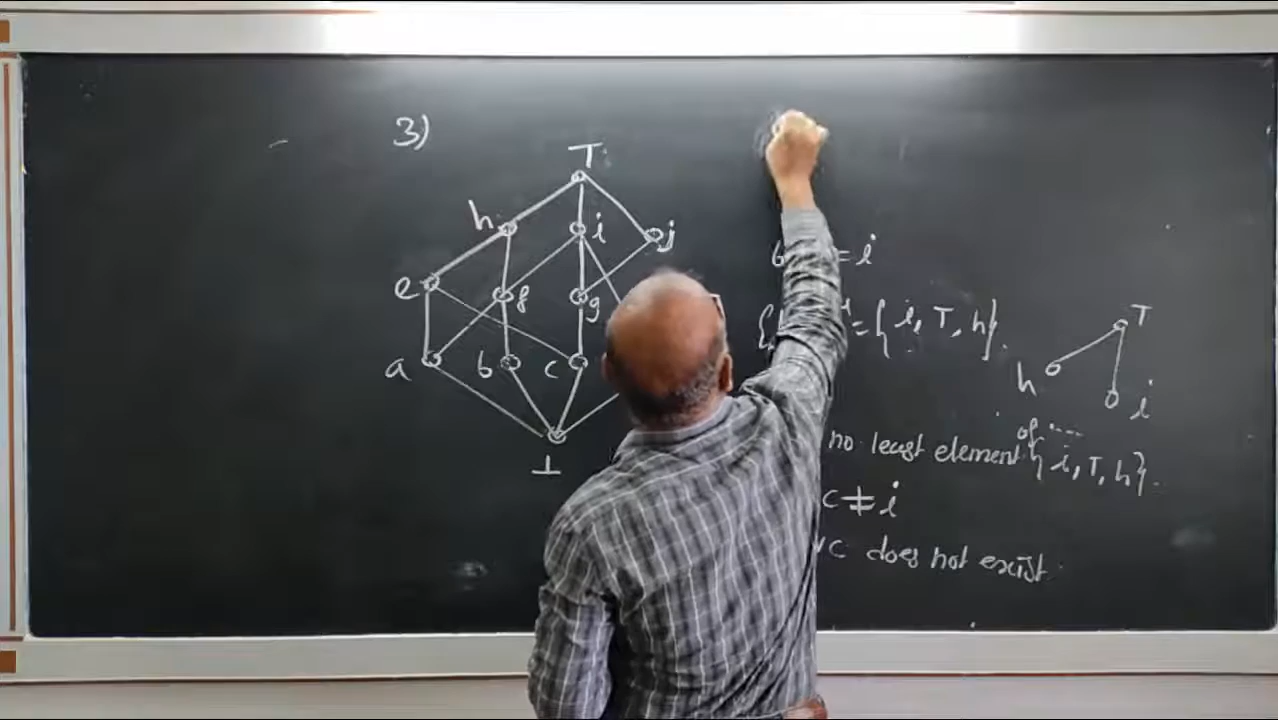 3)
T
h
i
j
e
f
g
a
b
c
⊥
= i
= { i, T, h}.
T
h
i
no least element of .... { i, T, h}.
c ≠ i
∨ c does not exist.